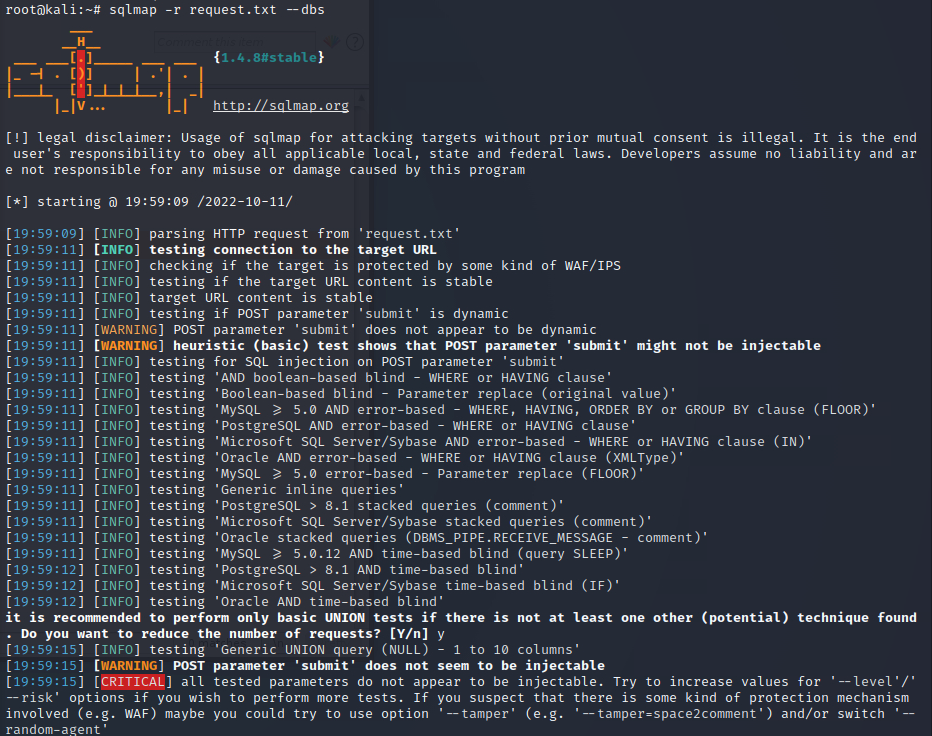 root@kali:~# sqlmap -r request.txt --dbs
        ___
       __H__
 ___ ___[.]_____ ___ ___  {1.4.8#stable}
|_ -| . [)]     | .'| . |
|___|_  [']_|_|_|__,|  _|
      |_|V...       |_|   http://sqlmap.org
[!] legal disclaimer: Usage of sqlmap for attacking targets without prior mutual consent is illegal. It is the end
 user's responsibility to obey all applicable local, state and federal laws. Developers assume no liability and ar
e not responsible for any misuse or damage caused by this program
[*] starting @ 19:59:09 /2022-10-11/
[19:59:09] [INFO] parsing HTTP request from 'request.txt'
[19:59:11] [INFO] testing connection to the target URL
[19:59:11] [INFO] checking if the target is protected by some kind of WAF/IPS
[19:59:11] [INFO] testing if the target URL content is stable
[19:59:11] [INFO] target URL content is stable
[19:59:11] [INFO] testing if POST parameter 'submit' is dynamic
[19:59:11] [WARNING] POST parameter 'submit' does not appear to be dynamic
[19:59:11] [WARNING] heuristic (basic) test shows that POST parameter 'submit' might not be injectable
[19:59:11] [INFO] testing for SQL injection on POST parameter 'submit'
[19:59:11] [INFO] testing 'AND boolean-based blind - WHERE or HAVING clause'
[19:59:11] [INFO] testing 'Boolean-based blind - Parameter replace (original value)'
[19:59:11] [INFO] testing 'MySQL >= 5.0 AND error-based - WHERE, HAVING, ORDER BY or GROUP BY clause (FLOOR)'
[19:59:11] [INFO] testing 'PostgreSQL AND error-based - WHERE or HAVING clause'
[19:59:11] [INFO] testing 'Microsoft SQL Server/Sybase AND error-based - WHERE or HAVING clause (IN)'
[19:59:11] [INFO] testing 'Oracle AND error-based - WHERE or HAVING clause (XMLType)'
[19:59:11] [INFO] testing 'MySQL >= 5.0 error-based - Parameter replace (FLOOR)'
[19:59:11] [INFO] testing 'Generic inline queries'
[19:59:11] [INFO] testing 'PostgreSQL > 8.1 stacked queries (comment)'
[19:59:11] [INFO] testing 'Microsoft SQL Server/Sybase stacked queries (comment)'
[19:59:11] [INFO] testing 'Oracle stacked queries (DBMS_PIPE.RECEIVE_MESSAGE - comment)'
[19:59:11] [INFO] testing 'MySQL >= 5.0.12 AND time-based blind (query SLEEP)'
[19:59:12] [INFO] testing 'PostgreSQL > 8.1 AND time-based blind'
[19:59:12] [INFO] testing 'Microsoft SQL Server/Sybase time-based blind (IF)'
[19:59:12] [INFO] testing 'Oracle AND time-based blind'
it is recommended to perform only basic UNION tests if there is not at least one other (potential) technique found
. Do you want to reduce the number of requests? [Y/n] y
[19:59:15] [INFO] testing 'Generic UNION query (NULL) - 1 to 10 columns'
[19:59:15] [WARNING] POST parameter 'submit' does not seem to be injectable
[19:59:15] [CRITICAL] all tested parameters do not appear to be injectable. Try to increase values for '--level'/'
--risk' options if you wish to perform more tests. If you suspect that there is some kind of protection mechanism
involved (e.g. WAF) maybe you could try to use option '--tamper' (e.g. '--tamper=space2comment') and/or switch '--
random-agent'